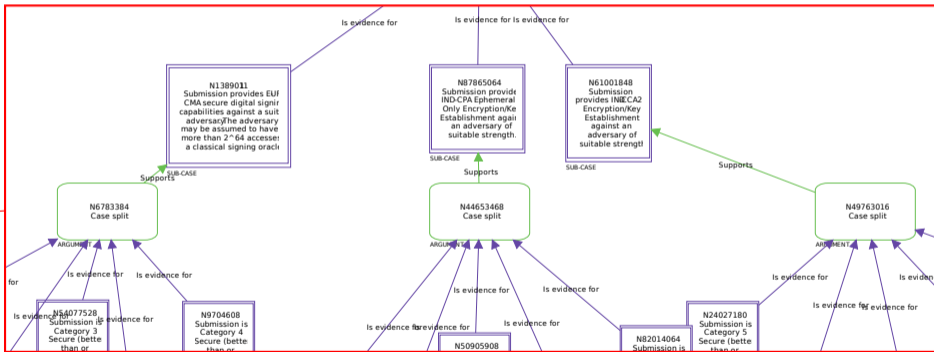 Is evidence for
Is evidence for
Is evidence for
N1389011
Submission provides EUF
CMA secure digital signin
capabilities against a suit
adversary The adversary
may be assumed to have
more than 2^64 accesses
a classical signing oracle
SUB-CASE
N87865064
Submission provide
IND-CPA Ephemeral
Only Encryption/Ke
Establishment again
an adversary of
suitable strength.
SUB-CASE
N61001848
Submission
provides IND-CCA2
Encryption/Key
Establishment
against an
adversary of
suitable strength
SUB-CASE
Supports
Supports
Supports
N6783384
Case split
ARGUMENT
N44653468
Case split
ARGUMENT
N49763016
Case split
ARGUMENT
for
Is evidence for
Is evidence for
Is evidence for
Is evidence for
Is evidence for
Is evidence for
Is evidence for
Is evidence for
Is evidence for
Is evidence for
Is evidence for
Is eviden
N54077528
Submission is
Category 3
Secure (bette
than or
N9704608
Submission is
Category 4
Secure (bette
than or
N50905908
N82014064
Submission is
N24027180
Submission is
Category 5
Secure (bette
than or